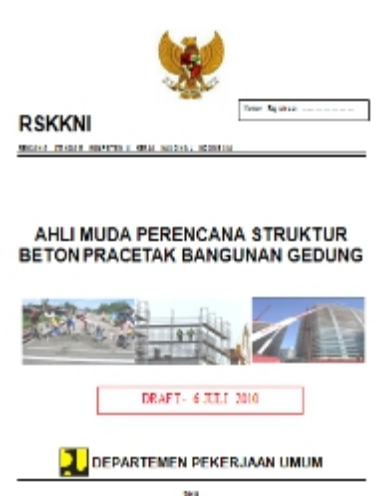 RSKKNI
AHLI MUDA PERENCANA STRUKTUR
BETON PRACETAK BANGUNAN GEDUNG
DRAFT- 6 JULI 2010
DEPARTEMEN PEKERJAAN UMUM